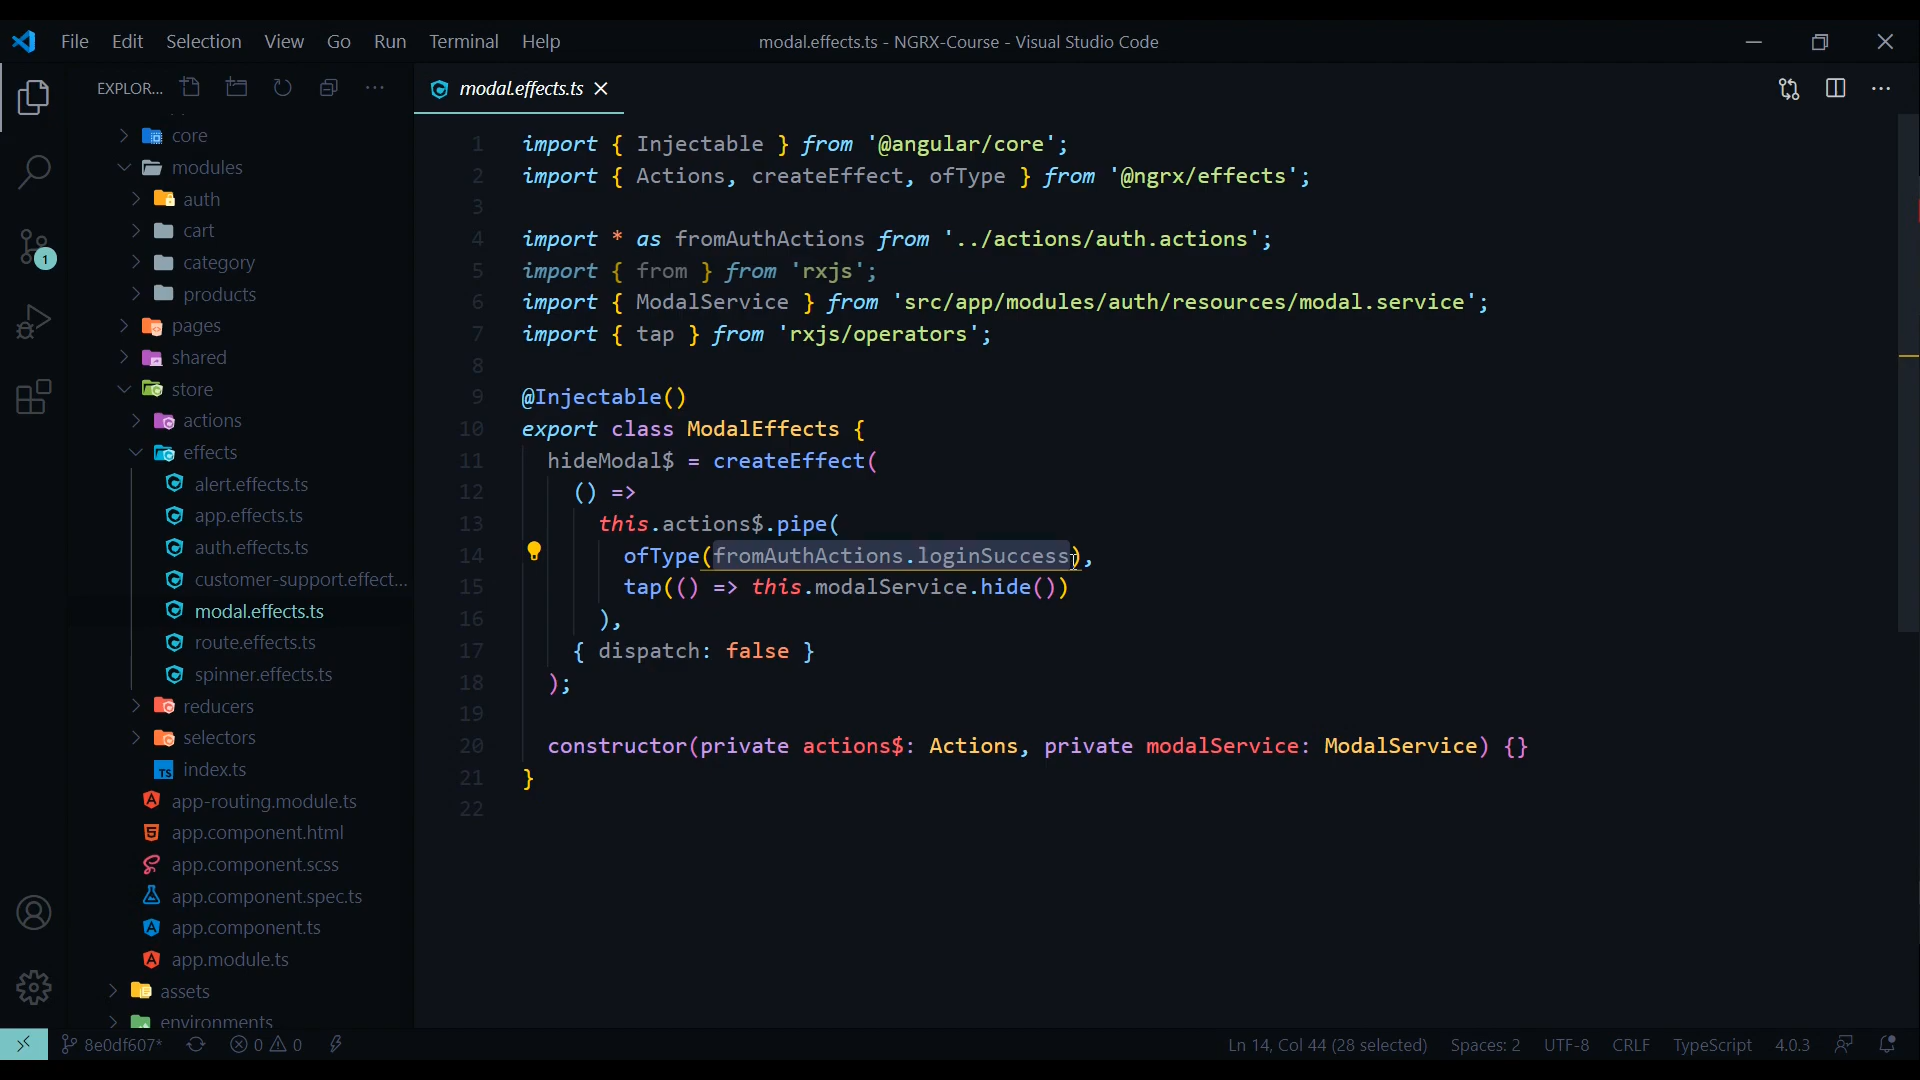 File Edit Selection View Go Run Terminal Help
modal.effects.ts - NGRX-Course - Visual Studio Code
EXPLOR...
modal.effects.ts
core
modules
auth
cart
category
products
pages
shared
store
actions
effects
alert.effects.ts
app.effects.ts
auth.effects.ts
customer-support.effect...
modal.effects.ts
route.effects.ts
spinner.effects.ts
reducers
selectors
TS index.ts
app-routing.module.ts
app.component.html
app.component.scss
app.component.spec.ts
app.component.ts
app.module.ts
assets
environments
1
1 import { Injectable } from '@angular/core';
2 import { Actions, createEffect, ofType } from '@ngrx/effects';
3
4 import * as fromAuthActions from '../actions/auth.actions';
5 import { from } from 'rxjs';
6 import { ModalService } from 'src/app/modules/auth/resources/modal.service';
7 import { tap } from 'rxjs/operators';
8
9 @Injectable()
10 export class ModalEffects {
11 hideModal$ = createEffect(
12 () =>
13 this.actions$.pipe(
14 ofType(fromAuthActions.loginSuccess),
15 tap(() => this.modalService.hide())
16 ),
17 { dispatch: false }
18 );
19
20 constructor(private actions$: Actions, private modalService: ModalService) {}
21 }
22
8e0df607* 0 0 Ln 14, Col 44 (28 selected) Spaces: 2 UTF-8 CRLF TypeScript 4.0.3